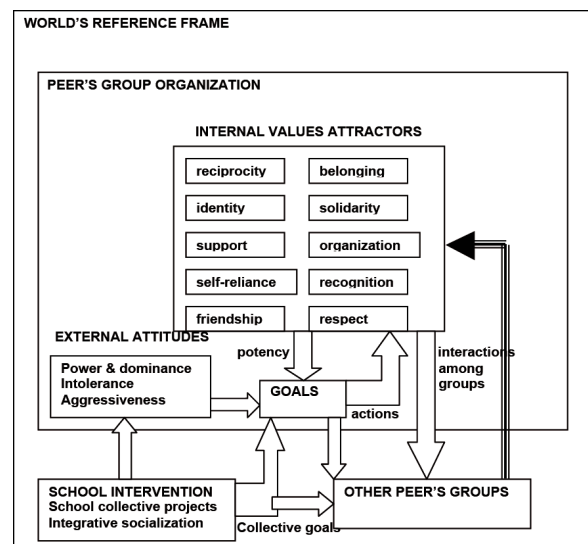 WORLD'S REFERENCE FRAME
PEER'S GROUP ORGANIZATION
INTERNAL VALUES ATTRACTORS
reciprocity
belonging
identity
solidarity
support
organization
self-reliance
recognition
friendship
respect
EXTERNAL ATTITUDES
potency
interactions
among
groups
Power & dominance
Intolerance
Aggressiveness
GOALS
actions
SCHOOL INTERVENTION
School collective projects
Integrative socialization
OTHER PEER'S GROUPS
Collective goals